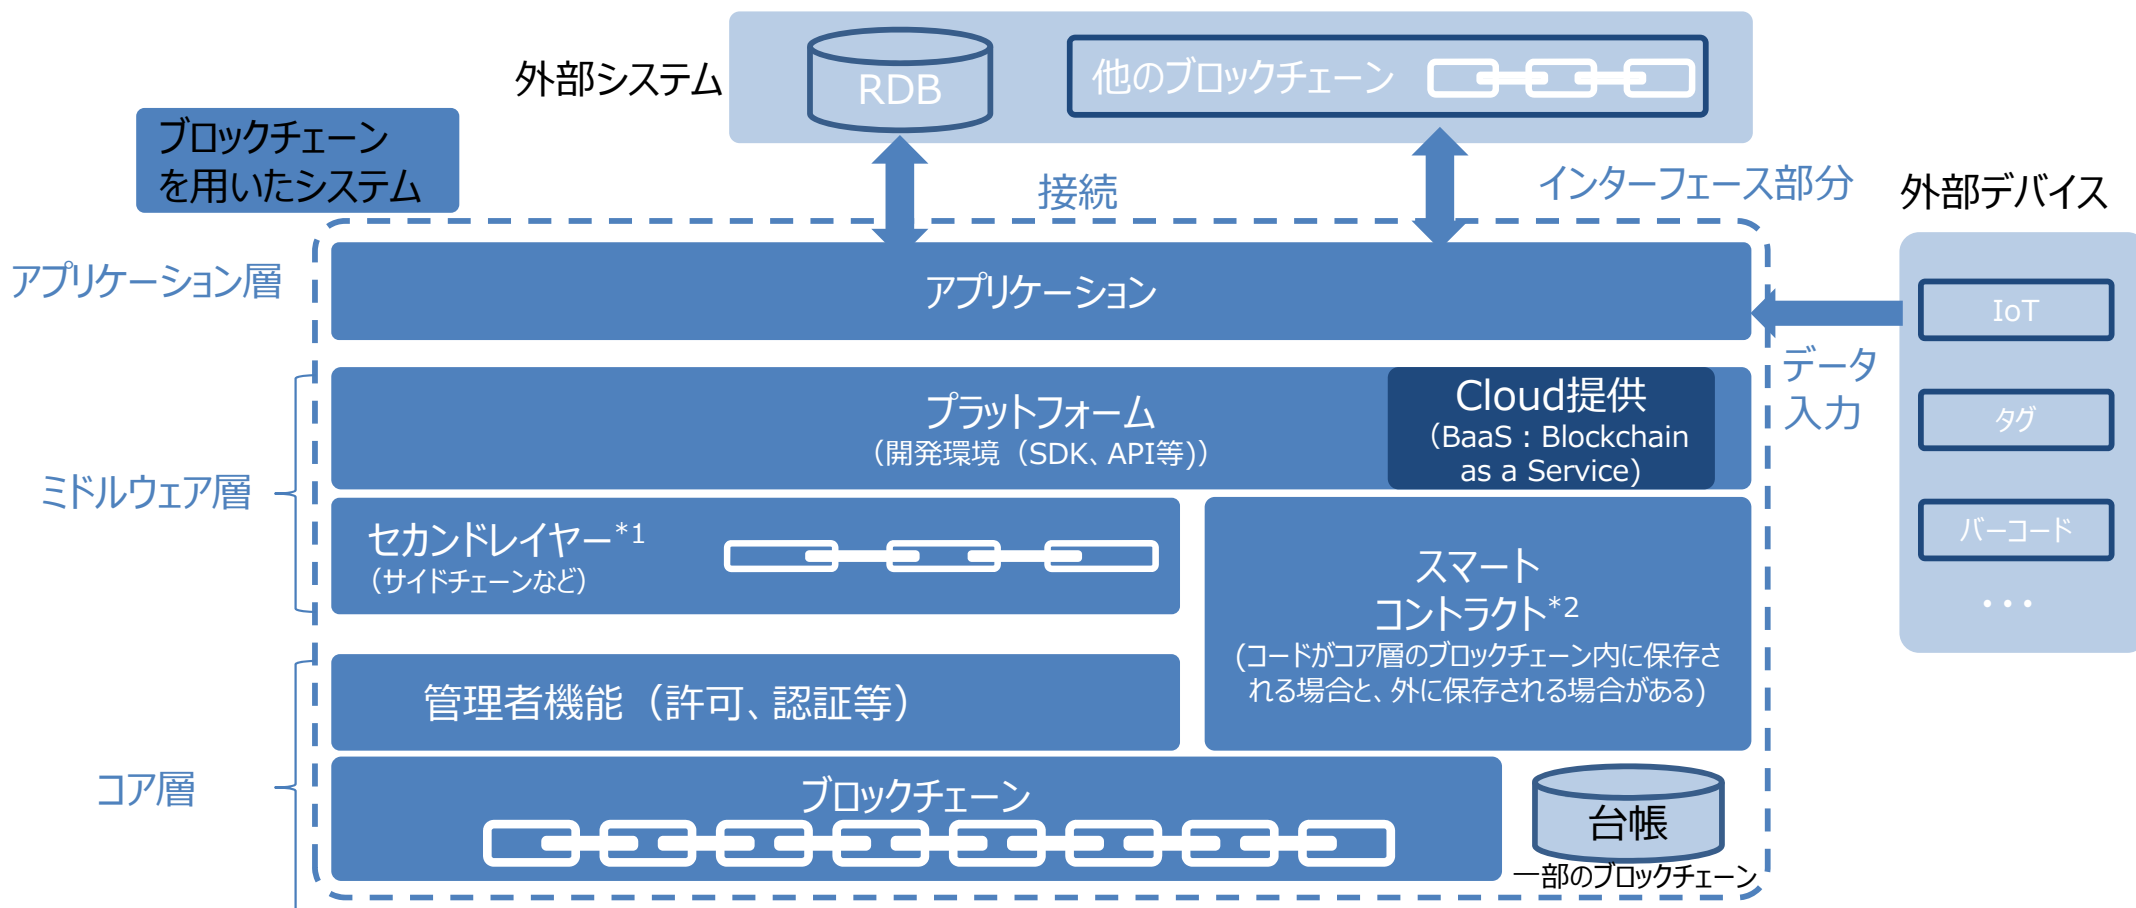 外部システム
RDB
他のブロックチェーン
ブロックチェーン
を用いたシステム
接続
インターフェース部分
外部デバイス
アプリケーション層
アプリケーション
IoT
データ
入力
タグ
バーコード
・・・
ミドルウェア層
プラットフォーム
（開発環境（SDK、API等)）
Cloud提供
（BaaS：Blockchain
as a Service)
セカンドレイヤー*1
（サイドチェーンなど）
スマート
コントラクト*2
(コードがコア層のブロックチェーン内に保存さ
れる場合と、外に保存される場合がある)
コア層
管理者機能（許可、認証等）
ブロックチェーン
台帳
一部のブロックチェーン